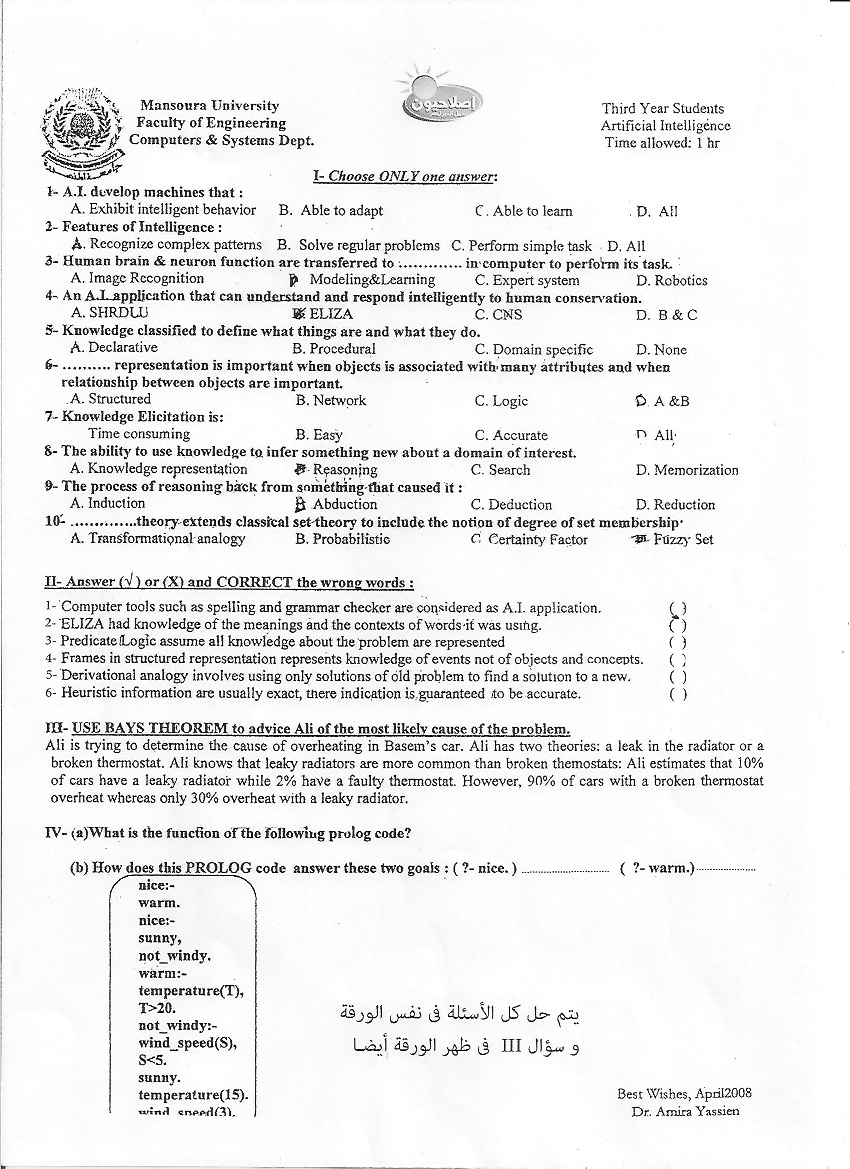 اصلاحيون
Mansoura University
Faculty of Engineering
Computers & Systems Dept.
Third Year Students
Artificial Intelligence
Time allowed: 1 hr
I- Choose ONLY one answer:
1- A.I. develop machines that :
A. Exhibit intelligent behavior B. Able to adapt C. Able to learn D. All
2- Features of Intelligence :
A. Recognize complex patterns B. Solve regular problems C. Perform simple task D. All
3- Human brain & neuron function are transferred to :............ in computer to perform its task.
A. Image Recognition B Modeling&Learning C. Expert system D. Robotics
4- An A.I. application that can understand and respond intelligently to human conservation.
A. SHRDLU B. ELIZA C. CNS D. B & C
5- Knowledge classified to define what things are and what they do.
A. Declarative B. Procedural C. Domain specific D. None
6- .......... representation is important when objects is associated with many attributes and when
relationship between objects are important.
A. Structured B. Network C. Logic D A &B
7- Knowledge Elicitation is:
Time consuming B. Easy C. Accurate D All
8- The ability to use knowledge to infer something new about a domain of interest.
A. Knowledge representation B. Reasoning C. Search D. Memorization
9- The process of reasoning back from something that caused it :
A. Induction B Abduction C. Deduction D. Reduction
10- ..............theory extends classical set theory to include the notion of degree of set membership.
A. Transformational analogy B. Probabilistic C Certainty Factor D. Fuzzy Set
II- Answer (√) or (X) and CORRECT the wrong words :
1- Computer tools such as spelling and grammar checker are considered as A.I. application. ( )
2- ELIZA had knowledge of the meanings and the contexts of words it was using. ( )
3- Predicate Logic assume all knowledge about the problem are represented ( )
4- Frames in structured representation represents knowledge of events not of objects and concepts. ( )
5- Derivational analogy involves using only solutions of old problem to find a solution to a new. ( )
6- Heuristic information are usually exact, there indication is guaranteed to be accurate. ( )
III- USE BAYS THEOREM to advice Ali of the most likely cause of the problem.
Ali is trying to determine the cause of overheating in Basem's car. Ali has two theories: a leak in the radiator or a
broken thermostat. Ali knows that leaky radiators are more common than broken themostats: Ali estimates that 10%
of cars have a leaky radiator while 2% have a faulty thermostat. However, 90% of cars with a broken thermostat
overheat whereas only 30% overheat with a leaky radiator.
IV- (a)What is the function of the following prolog code?
(b) How does this PROLOG code answer these two goals : ( ?- nice. ) .............................. ( ?- warm.)....................
nice:-
warm.
nice:-
sunny,
not_windy.
warm:-
temperature(T),
T>20.
not_windy:-
wind_speed(S),
S<5.
sunny.
temperature(15).
wind_speed(3).
يتم حل كل الأسئلة فى نفس الورقة
و سؤال III فى ظهر الورقة أيضا
Best Wishes, April2008
Dr. Amira Yassien